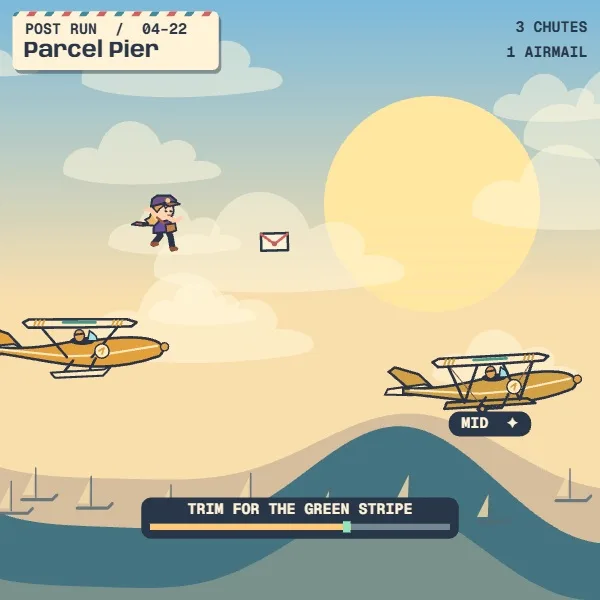 POST RUN / 04-22
Parcel Pier
3 CHUTES
1 AIRMAIL
MID ✦
TRIM FOR THE GREEN STRIPE